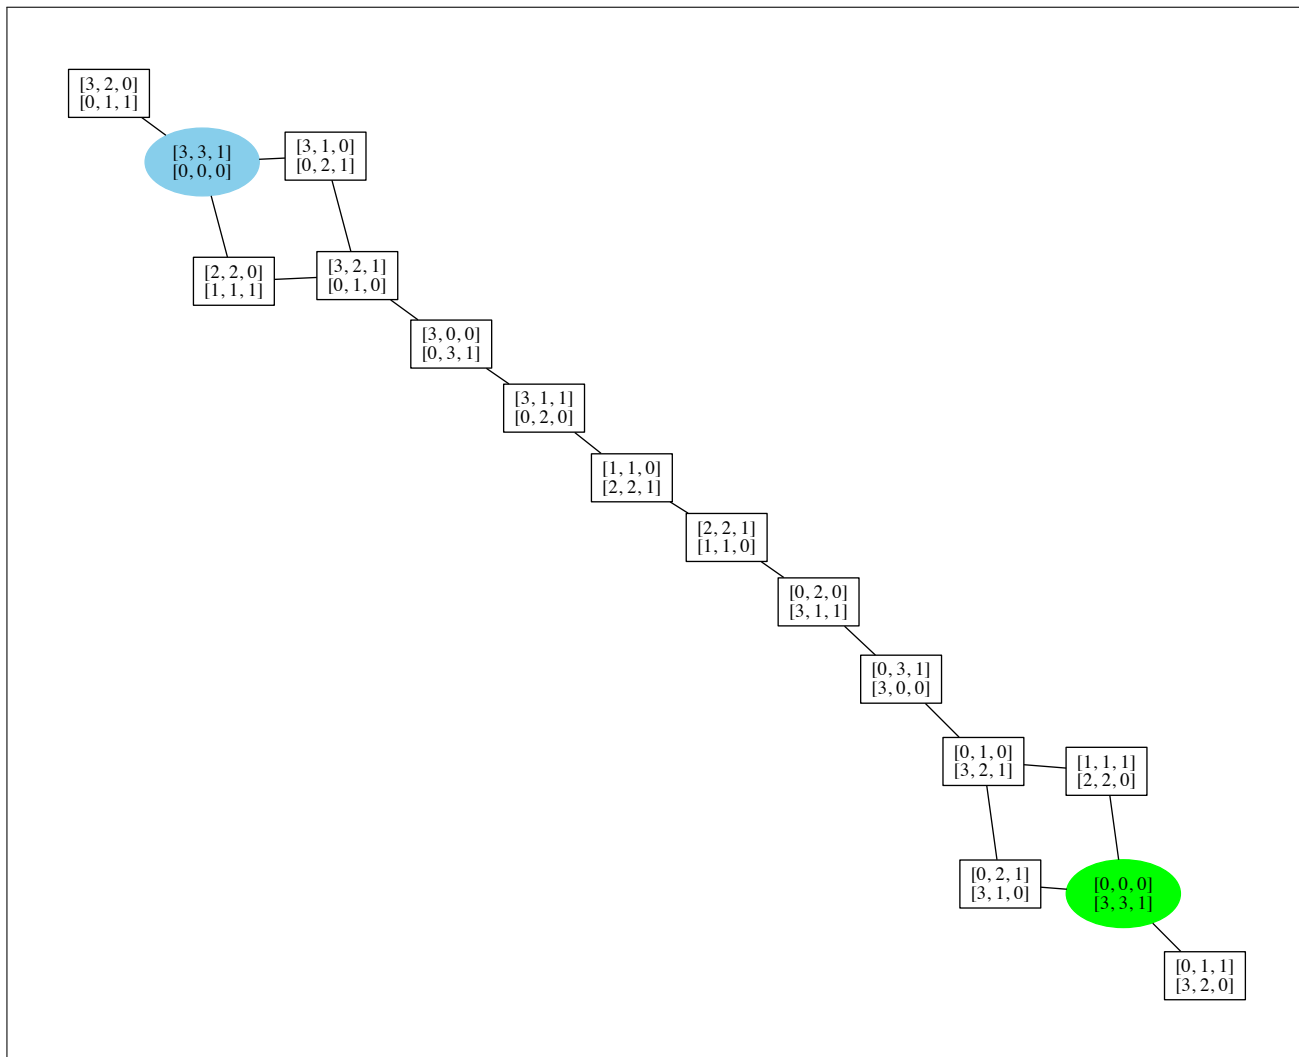 [3, 2, 0]
[0, 1, 1]
[3, 3, 1]
[0, 0, 0]
[3, 1, 0]
[0, 2, 1]
[2, 2, 0]
[1, 1, 1]
[3, 2, 1]
[0, 1, 0]
[3, 0, 0]
[0, 3, 1]
[3, 1, 1]
[0, 2, 0]
[1, 1, 0]
[2, 2, 1]
[2, 2, 1]
[1, 1, 0]
[0, 2, 0]
[3, 1, 1]
[0, 3, 1]
[3, 0, 0]
[0, 1, 0]
[3, 2, 1]
[1, 1, 1]
[2, 2, 0]
[0, 2, 1]
[3, 1, 0]
[0, 0, 0]
[3, 3, 1]
[0, 1, 1]
[3, 2, 0]